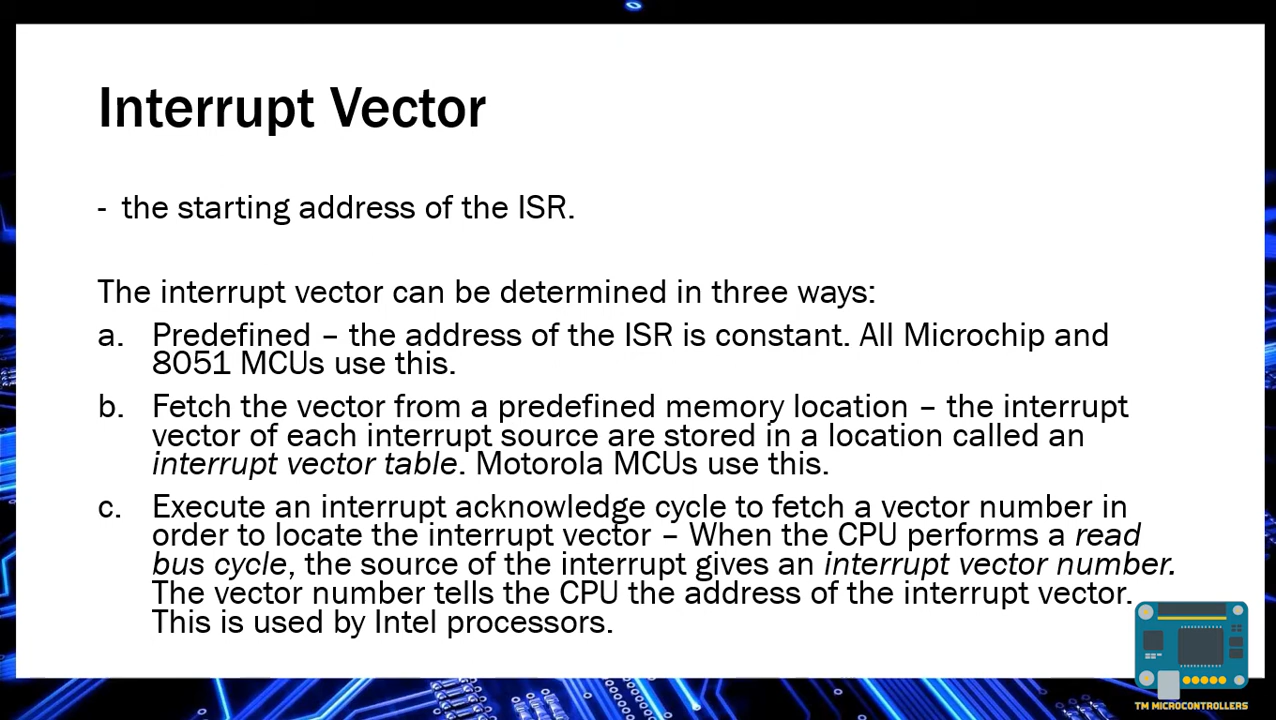 Interrupt Vector
- the starting address of the ISR.
The interrupt vector can be determined in three ways:
a. Predefined – the address of the ISR is constant. All Microchip and
8051 MCUs use this.
b. Fetch the vector from a predefined memory location – the interrupt
vector of each interrupt source are stored in a location called an
interrupt vector table. Motorola MCUs use this.
c. Execute an interrupt acknowledge cycle to fetch a vector number in
order to locate the interrupt vector – When the CPU performs a read
bus cycle, the source of the interrupt gives an interrupt vector number.
The vector number tells the CPU the address of the interrupt vector.
This is used by Intel processors.
TM MICROCONTROLLERS